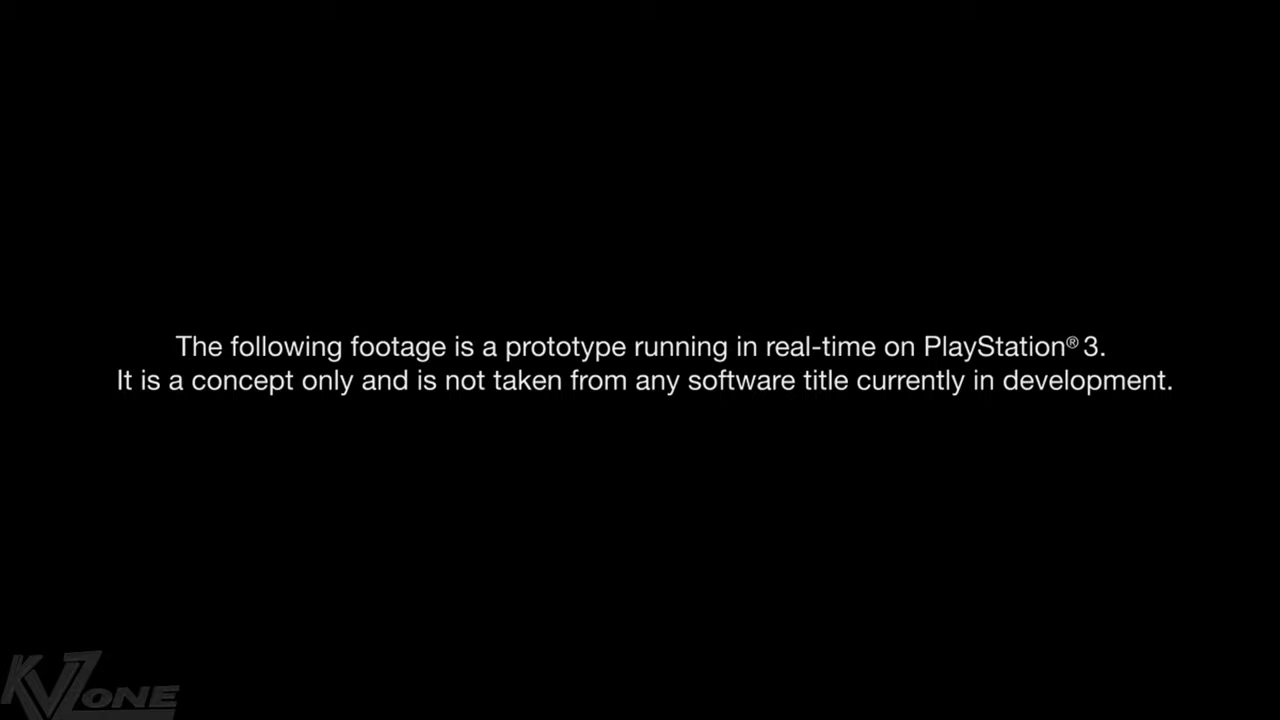 The following footage is a prototype running in real-time on PlayStation®3.
It is a concept only and is not taken from any software title currently in development.
KVZONE